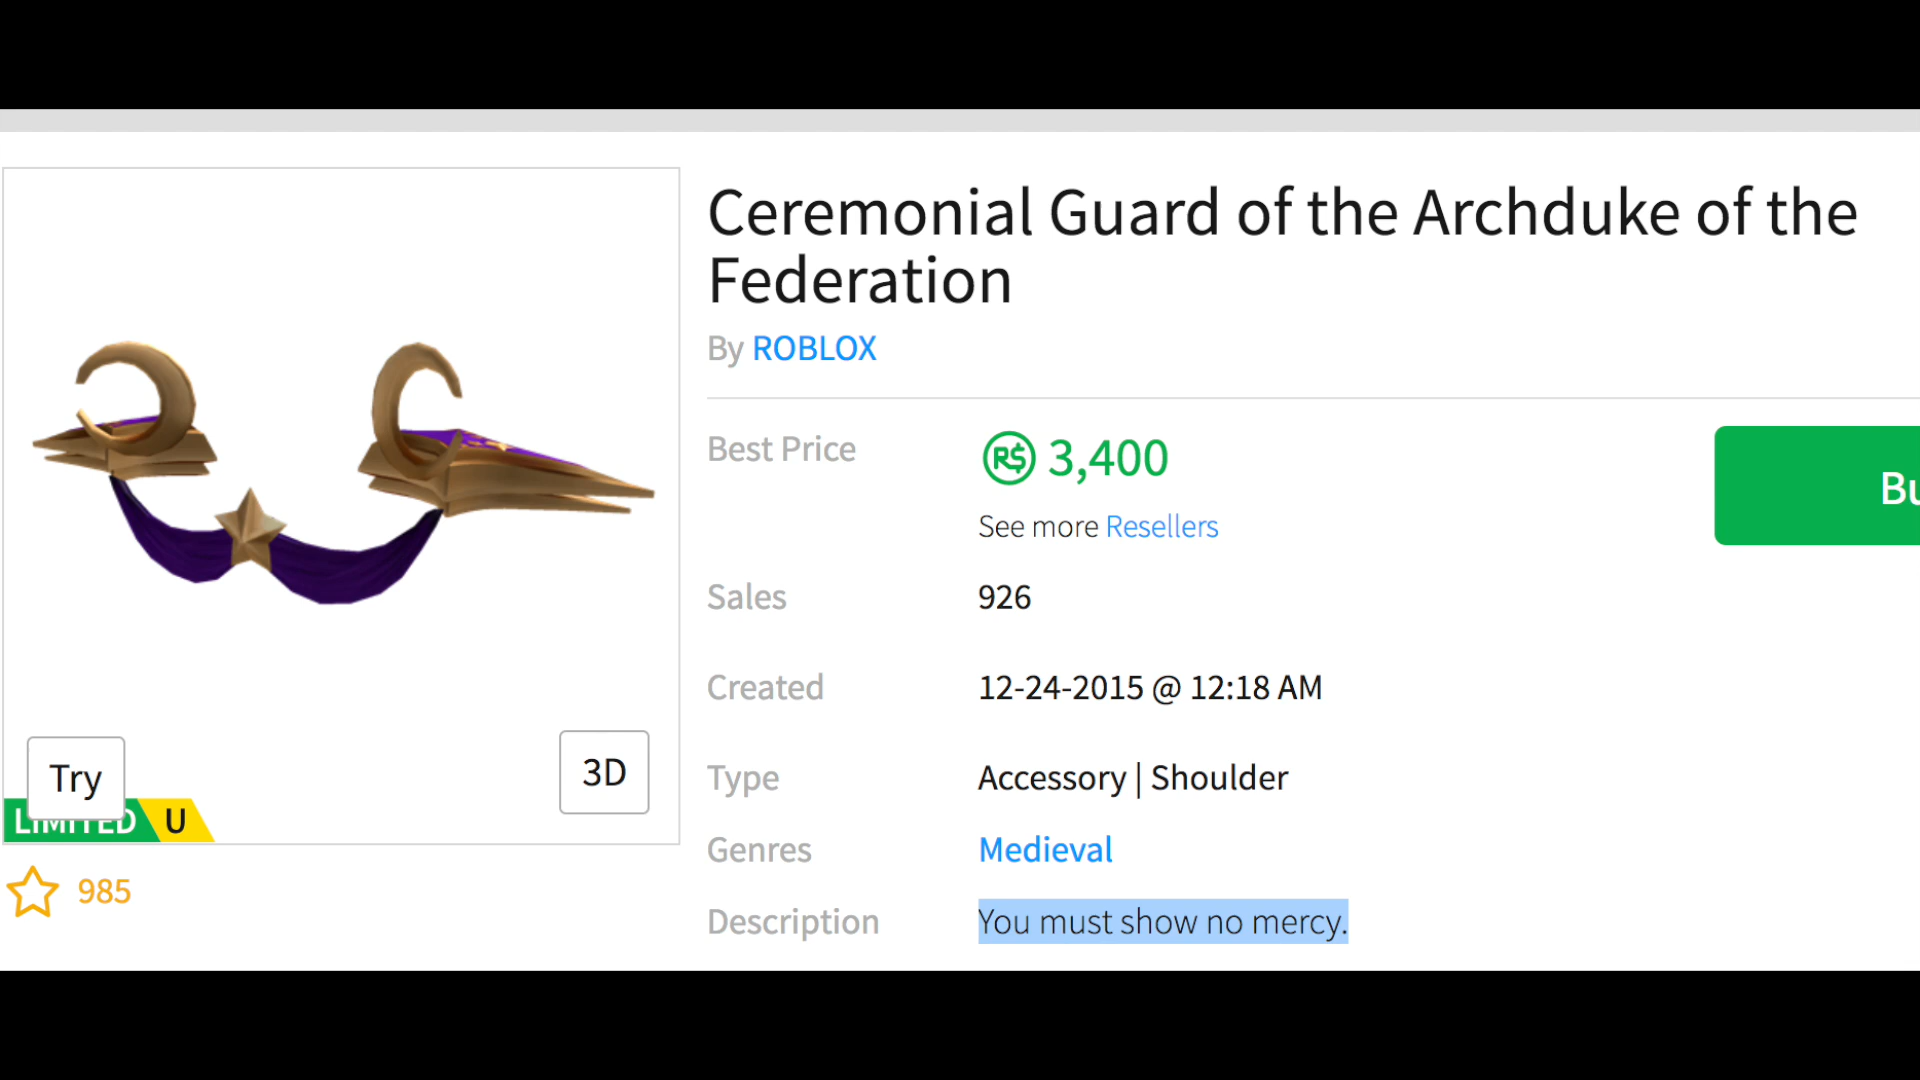 Ceremonial Guard of the Archduke of the
Federation
By ROBLOX
Best Price
R$ 3,400
See more Resellers
Bu
Sales
926
Created
12-24-2015 @ 12:18 AM
Type
Accessory | Shoulder
Genres
Medieval
Description
You must show no mercy.
Try
3D
LIMITED U
985